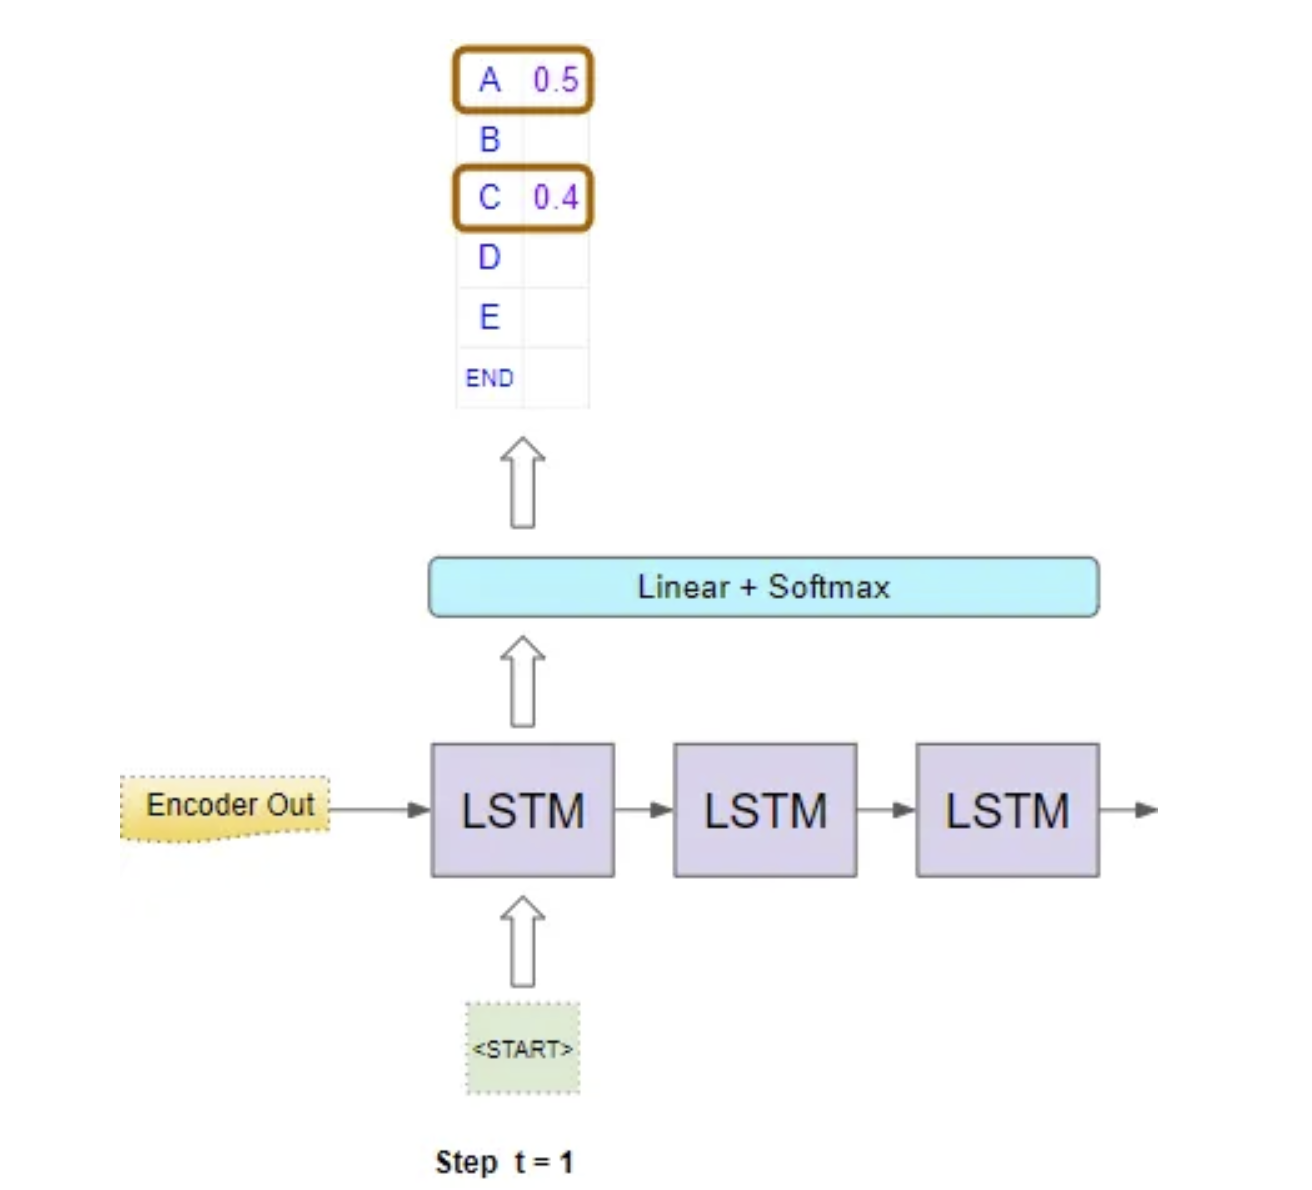 A 0.5
B
C 0.4
D
E
END
Linear + Softmax
Encoder Out
LSTM
LSTM
LSTM
<START>
Step t = 1